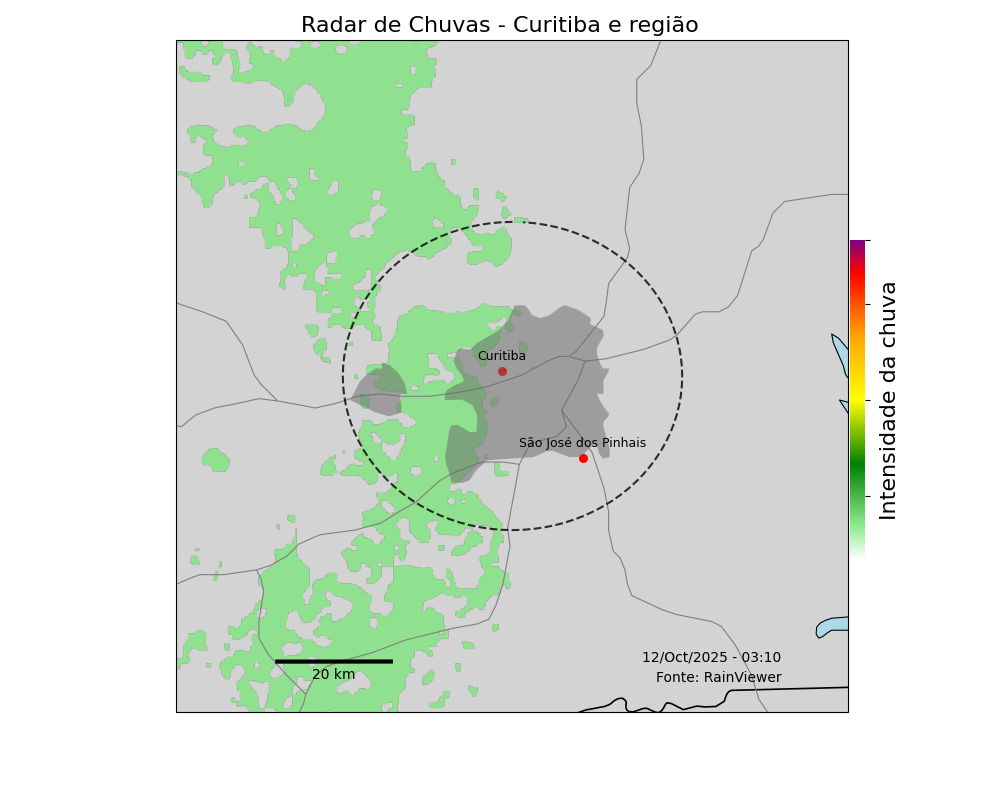 Radar de Chuvas - Curitiba e região
Curitiba
São José dos Pinhais
Intensidade da chuva
12/Oct/2025 - 03:10
Fonte: RainViewer
20 km